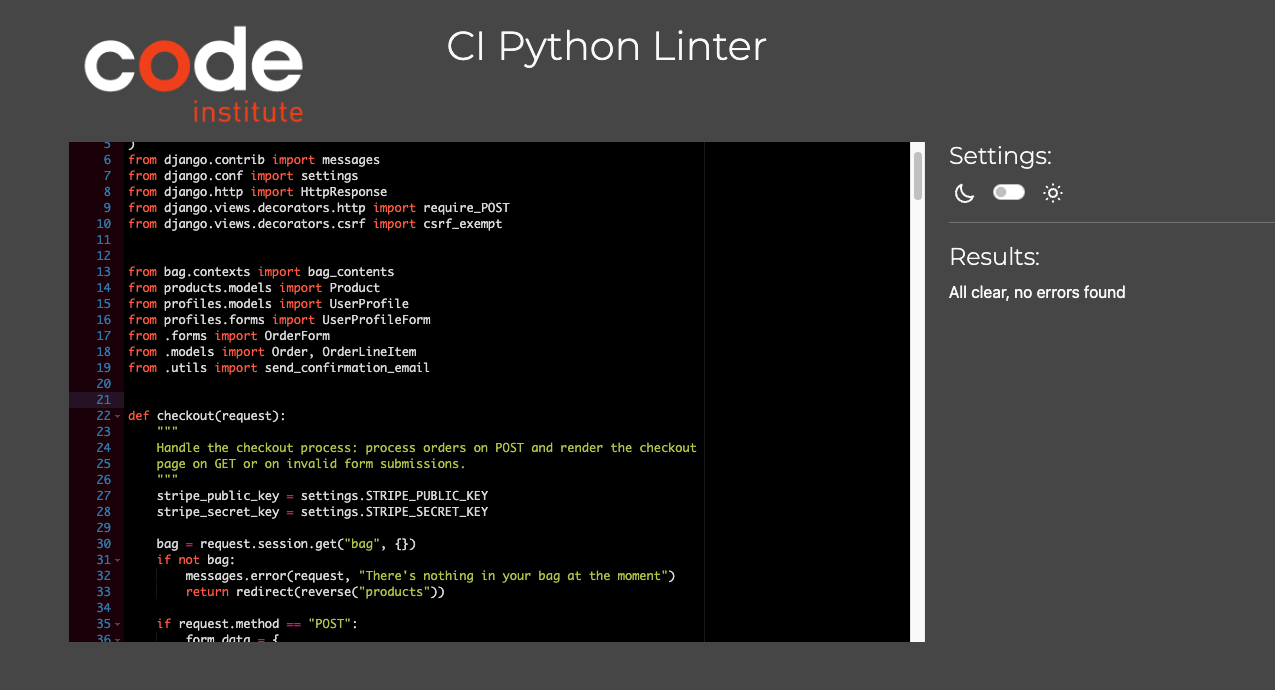 code
institute
CI Python Linter
5 )
6 from django.contrib import messages
7 from django.conf import settings
8 from django.http import HttpResponse
9 from django.views.decorators.http import require_POST
10 from django.views.decorators.csrf import csrf_exempt
11
12
13 from bag.contexts import bag_contents
14 from products.models import Product
15 from profiles.models import UserProfile
16 from profiles.forms import UserProfileForm
17 from .forms import OrderForm
18 from .models import Order, OrderLineItem
19 from .utils import send_confirmation_email
20
21
22 def checkout(request):
23     """
24     Handle the checkout process: process orders on POST and render the checkout
25     page on GET or on invalid form submissions.
26     """
27     stripe_public_key = settings.STRIPE_PUBLIC_KEY
28     stripe_secret_key = settings.STRIPE_SECRET_KEY
29
30     bag = request.session.get("bag", {})
31     if not bag:
32         messages.error(request, "There's nothing in your bag at the moment")
33         return redirect(reverse("products"))
34
35     if request.method == "POST":
36         form_data = {
Settings:
Results:
All clear, no errors found